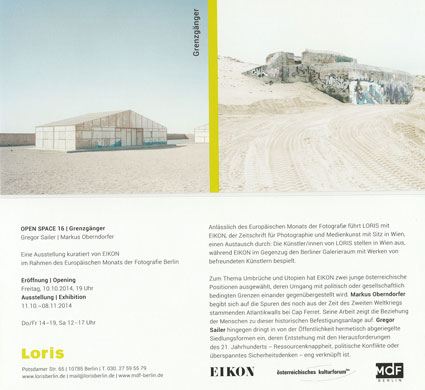 Grenzgänger
OPEN SPACE 16 | Grenzgänger
Gregor Sailer | Markus Oberndorfer
Eine Ausstellung kuratiert von EIKON
im Rahmen des Europäischen Monats der Fotografie Berlin
Eröffnung | Opening
Freitag, 10.10.2014, 19 Uhr
Ausstellung | Exhibition
11.10.–08.11.2014
Do/Fr 14–19, Sa 12–17 Uhr
Loris
Potsdamer Str. 65 | 10785 Berlin | T. 030. 27 59 55 79
www.lorisberlin.de | mail@lorisberlin.de | www.mdf-berlin.de
Anlässlich des Europäischen Monats der Fotografie führt LORIS mit
EIKON, der Zeitschrift für Photographie und Medienkunst mit Sitz in Wien,
einen Austausch durch: Die Künstler/innen von LORIS stellen in Wien aus,
während EIKON im Gegenzug den Berliner Galerieraum mit Werken von
befreundeten Künstlern bespielt.
Zum Thema Umbrüche und Utopien hat EIKON zwei junge österreichische
Positionen ausgewählt, deren Umgang mit politisch oder gesellschaftlich
bedingten Grenzen einander gegenübergestellt wird. Markus Oberndorfer
begibt sich auf die Spuren des noch aus der Zeit des Zweiten Weltkriegs
stammenden Atlantikwalls bei Cap Ferret. Seine Arbeit zeigt die Beziehung
der Menschen zu dieser historischen Befestigungsanlage auf. Gregor
Sailer hingegen dringt in von der Öffentlichkeit hermetisch abgeriegelte
Siedlungsformen ein, deren Entstehung mit den Herausforderungen
des 21. Jahrhunderts – Ressourcenknappheit, politische Konflikte oder
überspanntes Sicherheitsdenken – eng verknüpft ist.
EIKON
österreichisches kulturforum
MDF
BERLIN